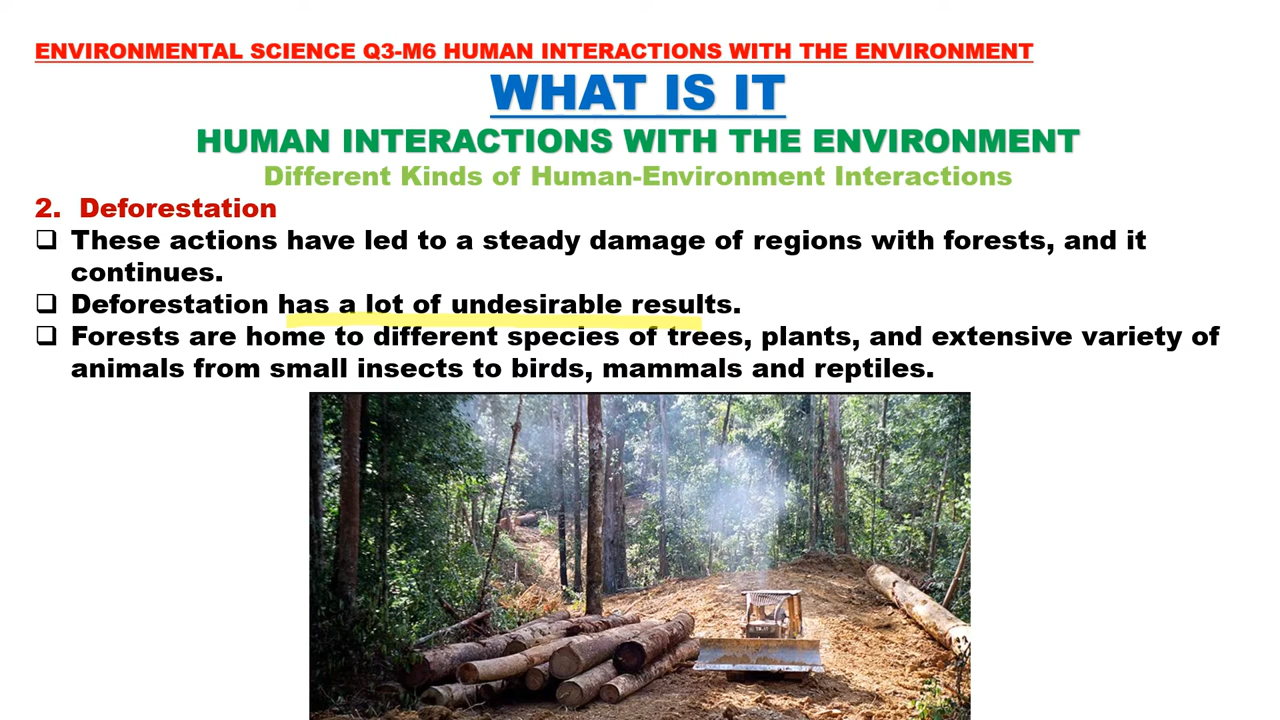 ENVIRONMENTAL SCIENCE Q3-M6 HUMAN INTERACTIONS WITH THE ENVIRONMENT
WHAT IS IT
HUMAN INTERACTIONS WITH THE ENVIRONMENT
Different Kinds of Human-Environment Interactions
2. Deforestation
❑ These actions have led to a steady damage of regions with forests, and it
continues.
❑ Deforestation has a lot of undesirable results.
❑ Forests are home to different species of trees, plants, and extensive variety of
animals from small insects to birds, mammals and reptiles.